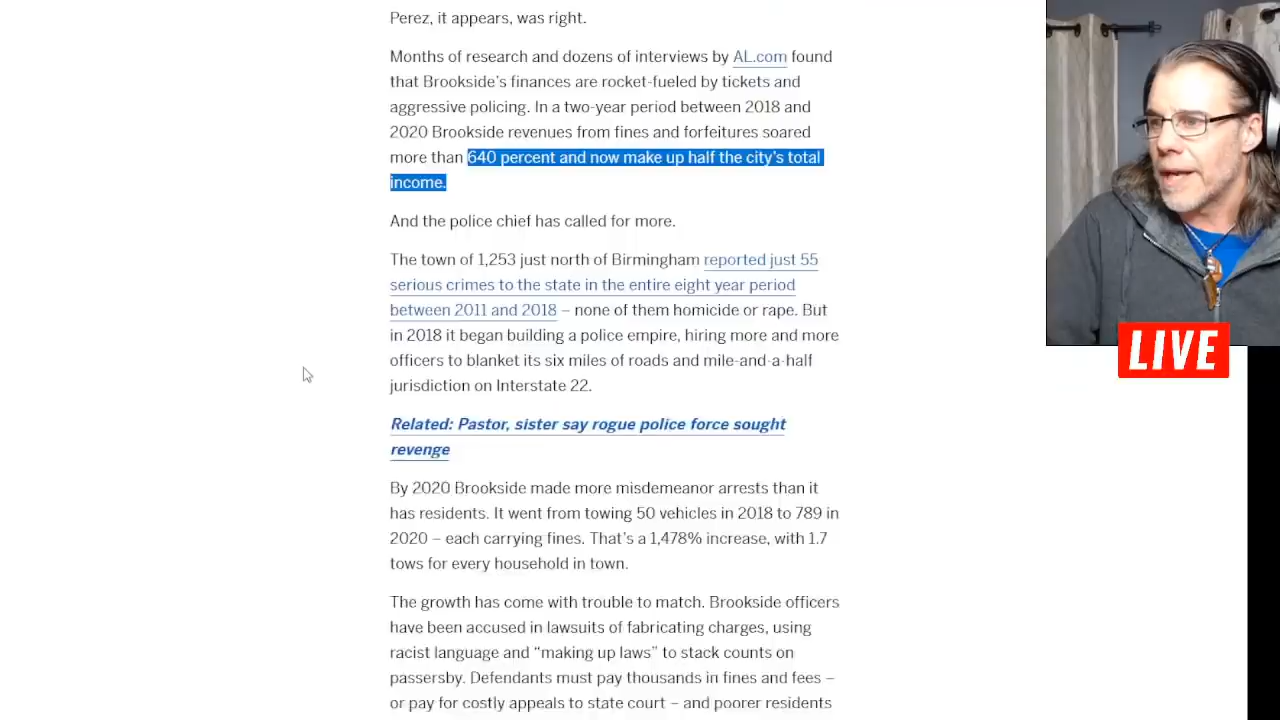 Perez, it appears, was right.
Months of research and dozens of interviews by AL.com found
that Brookside's finances are rocket-fueled by tickets and
aggressive policing. In a two-year period between 2018 and
2020 Brookside revenues from fines and forfeitures soared
more than 640 percent and now make up half the city's total
income.
And the police chief has called for more.
The town of 1,253 just north of Birmingham reported just 55
serious crimes to the state in the entire eight year period
between 2011 and 2018 – none of them homicide or rape. But
in 2018 it began building a police empire, hiring more and more
officers to blanket its six miles of roads and mile-and-a-half
jurisdiction on Interstate 22.
Related: Pastor, sister say rogue police force sought
revenge
By 2020 Brookside made more misdemeanor arrests than it
has residents. It went from towing 50 vehicles in 2018 to 789 in
2020 – each carrying fines. That's a 1,478% increase, with 1.7
tows for every household in town.
The growth has come with trouble to match. Brookside officers
have been accused in lawsuits of fabricating charges, using
racist language and “making up laws” to stack counts on
passersby. Defendants must pay thousands in fines and fees –
or pay for costly appeals to state court – and poorer residents
LIVE